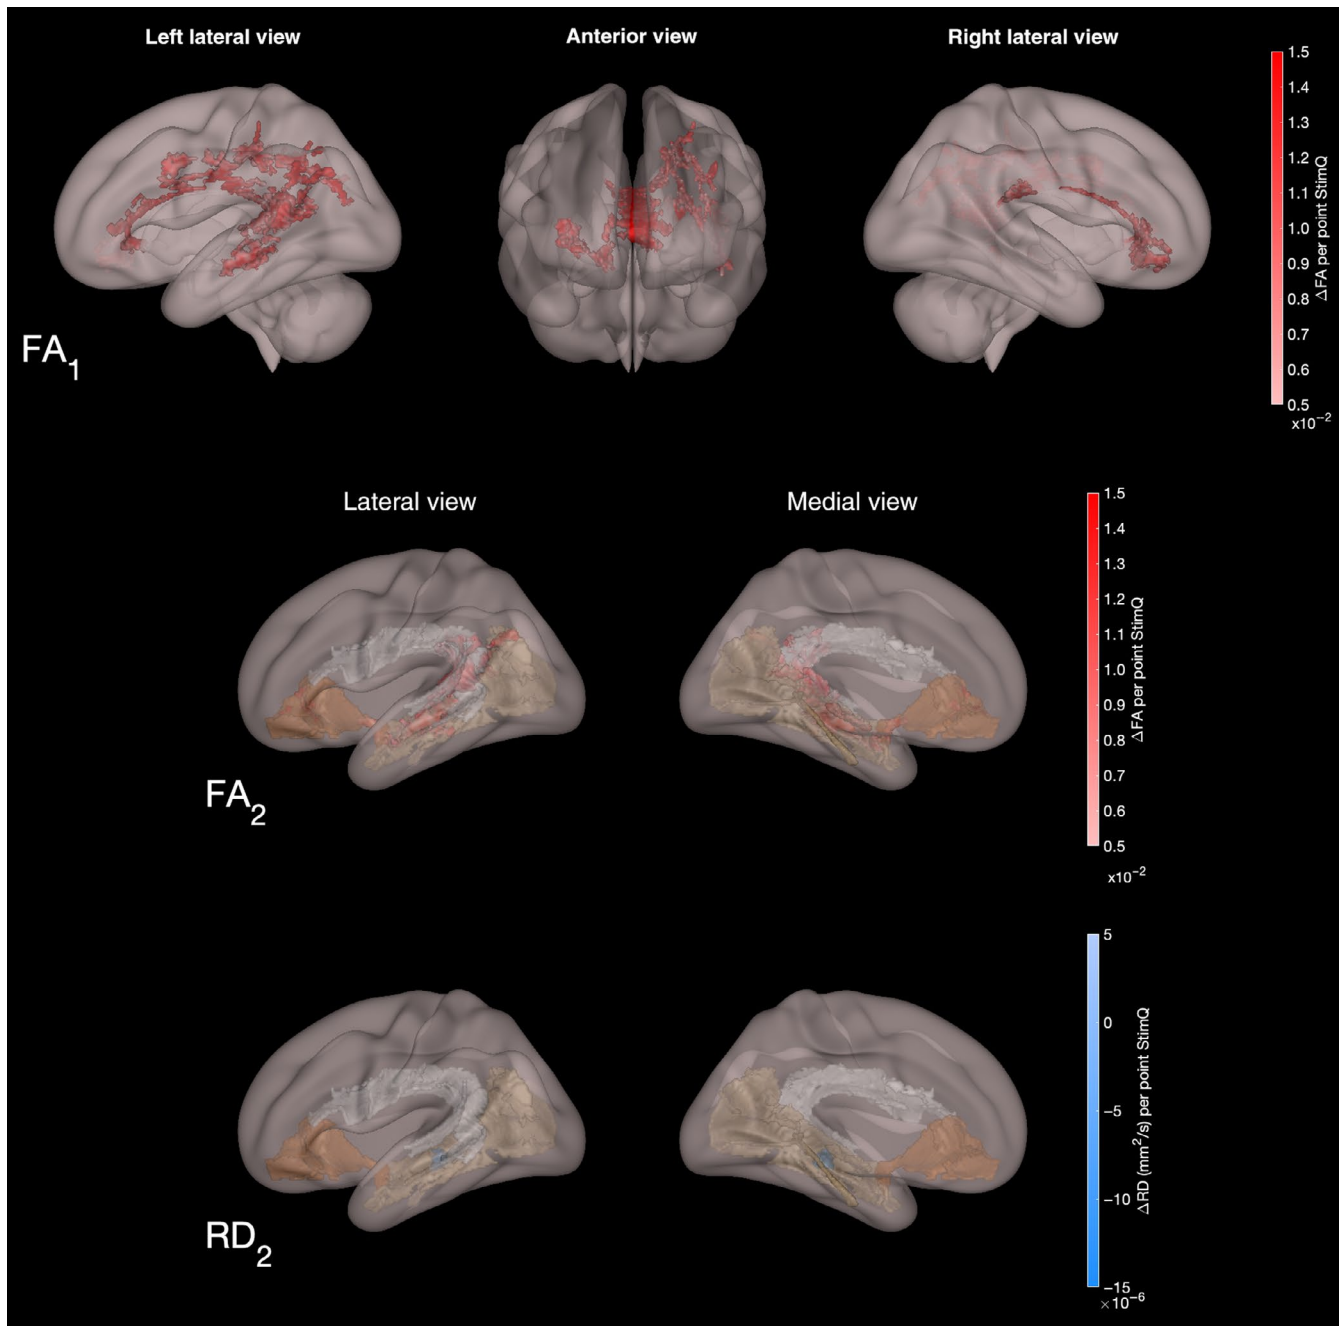 Left lateral view
Anterior view
Right lateral view
1.5
1.4
1.3
1.2
1.1
1.0
0.9
0.8
0.7
0.6
0.5
x10⁻²
△FA per point StimQ
FA₁
Lateral view
Medial view
1.5
1.4
1.3
1.2
1.1
1.0
0.9
0.8
0.7
0.6
0.5
x10⁻²
△FA per point StimQ
FA₂
5
0
−5
−10
−15
×10⁻⁶
△RD (mm²/s) per point StimQ
RD₂